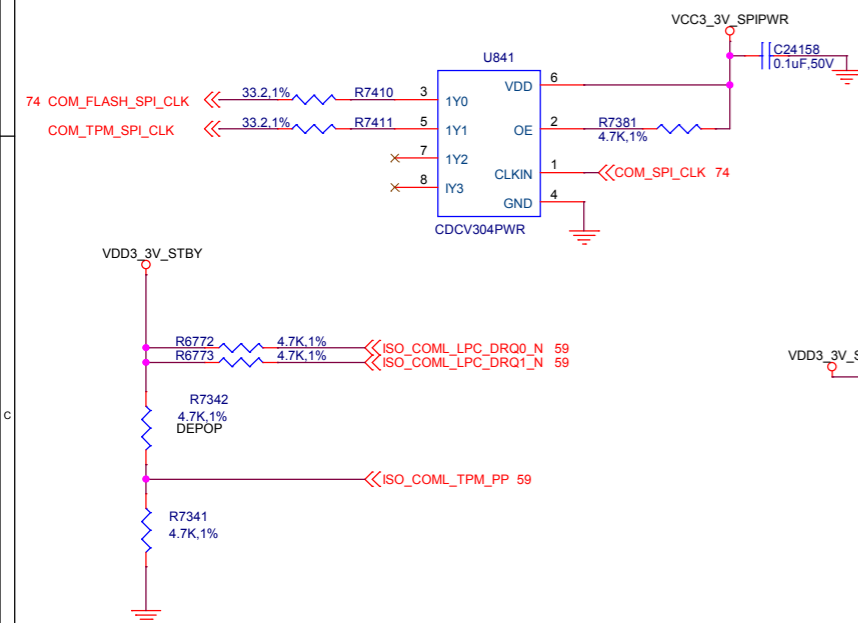 VCC3_3V_SPIPWR
C24158
0.1uF,50V
U841
VDD 6
74 COM_FLASH_SPI_CLK 33.2,1% R7410 3 1Y0
COM_TPM_SPI_CLK 33.2,1% R7411 5 1Y1
OE 2 R7381
4.7K,1%
7 1Y2
CLKIN 1 COM_SPI_CLK 74
8 IY3
GND 4
CDCV304PWR
VDD3_3V_STBY
R6772 4.7K,1% ISO_COML_LPC_DRQ0_N 59
R6773 4.7K,1% ISO_COML_LPC_DRQ1_N 59
VDD3_3V_S
R7342
4.7K,1%
DEPOP
C
ISO_COML_TPM_PP 59
R7341
4.7K,1%